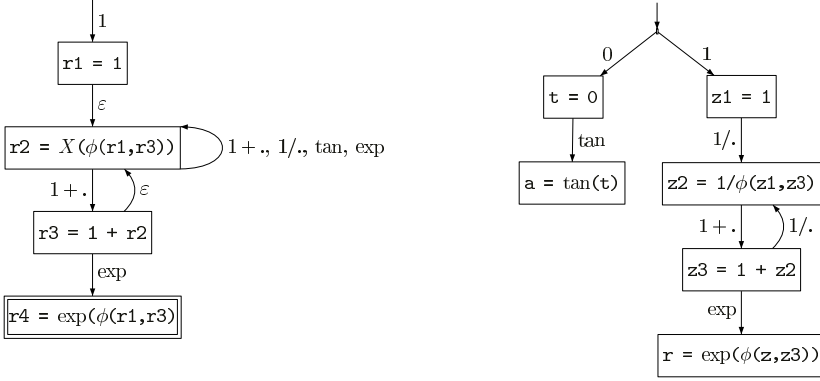 1
r1 = 1
ε
r2 = X(ϕ(r1,r3))
1 + ., 1/., tan, exp
1 + .
ε
r3 = 1 + r2
exp
r4 = exp(ϕ(r1,r3)
0
1
t = 0
z1 = 1
tan
1/.
a = tan(t)
z2 = 1/ϕ(z1,z3)
1 + .
1/.
z3 = 1 + z2
exp
r = exp(ϕ(z,z3))